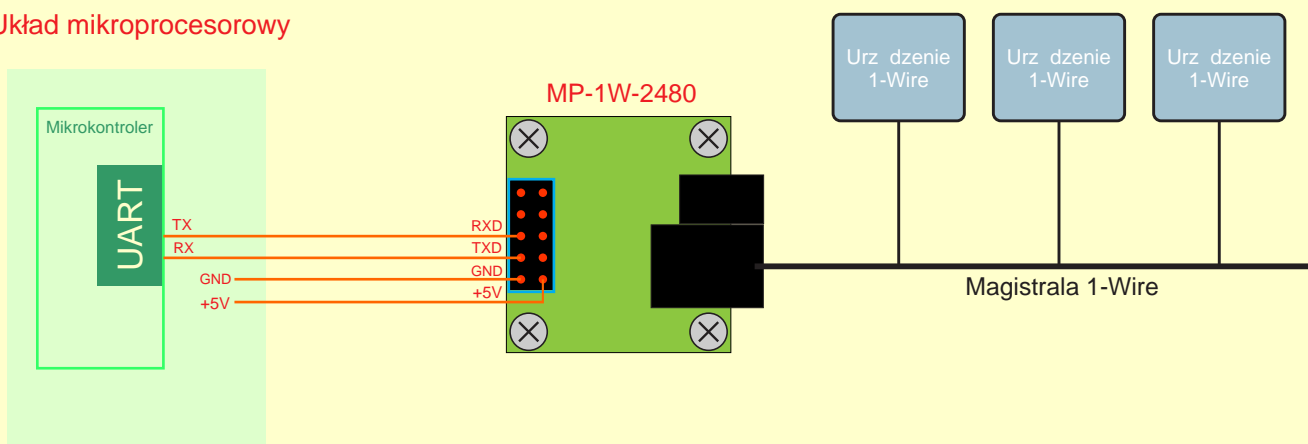 Układ mikroprocesorowy
Mikrokontroler
UART
TX
RX
GND
+5V
MP-1W-2480
RXD
TXD
GND
+5V
Urz dzenie
1-Wire
Urz dzenie
1-Wire
Urz dzenie
1-Wire
Magistrala 1-Wire